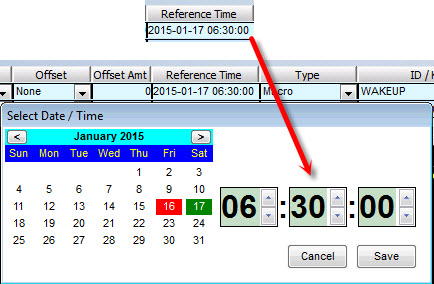 Reference Time
2015-01-17 06:30:00
Offset Offset Amt Reference Time Type ID /
None 0 2015-01-17 06:30:00 Macro WAKEUP
Select Date / Time
< January 2015 >
Sun Mon Tue Wed Thu Fri Sat
1 2 3
4 5 6 7 8 9 10
11 12 13 14 15 16 17
18 19 20 21 22 23 24
25 26 27 28 29 30 31
06:30:00
Cancel Save